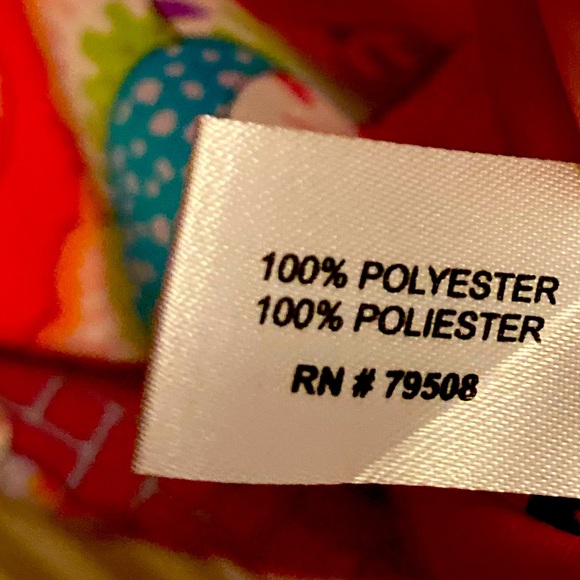 100% POLYESTER
100% POLIESTER
RN # 79508